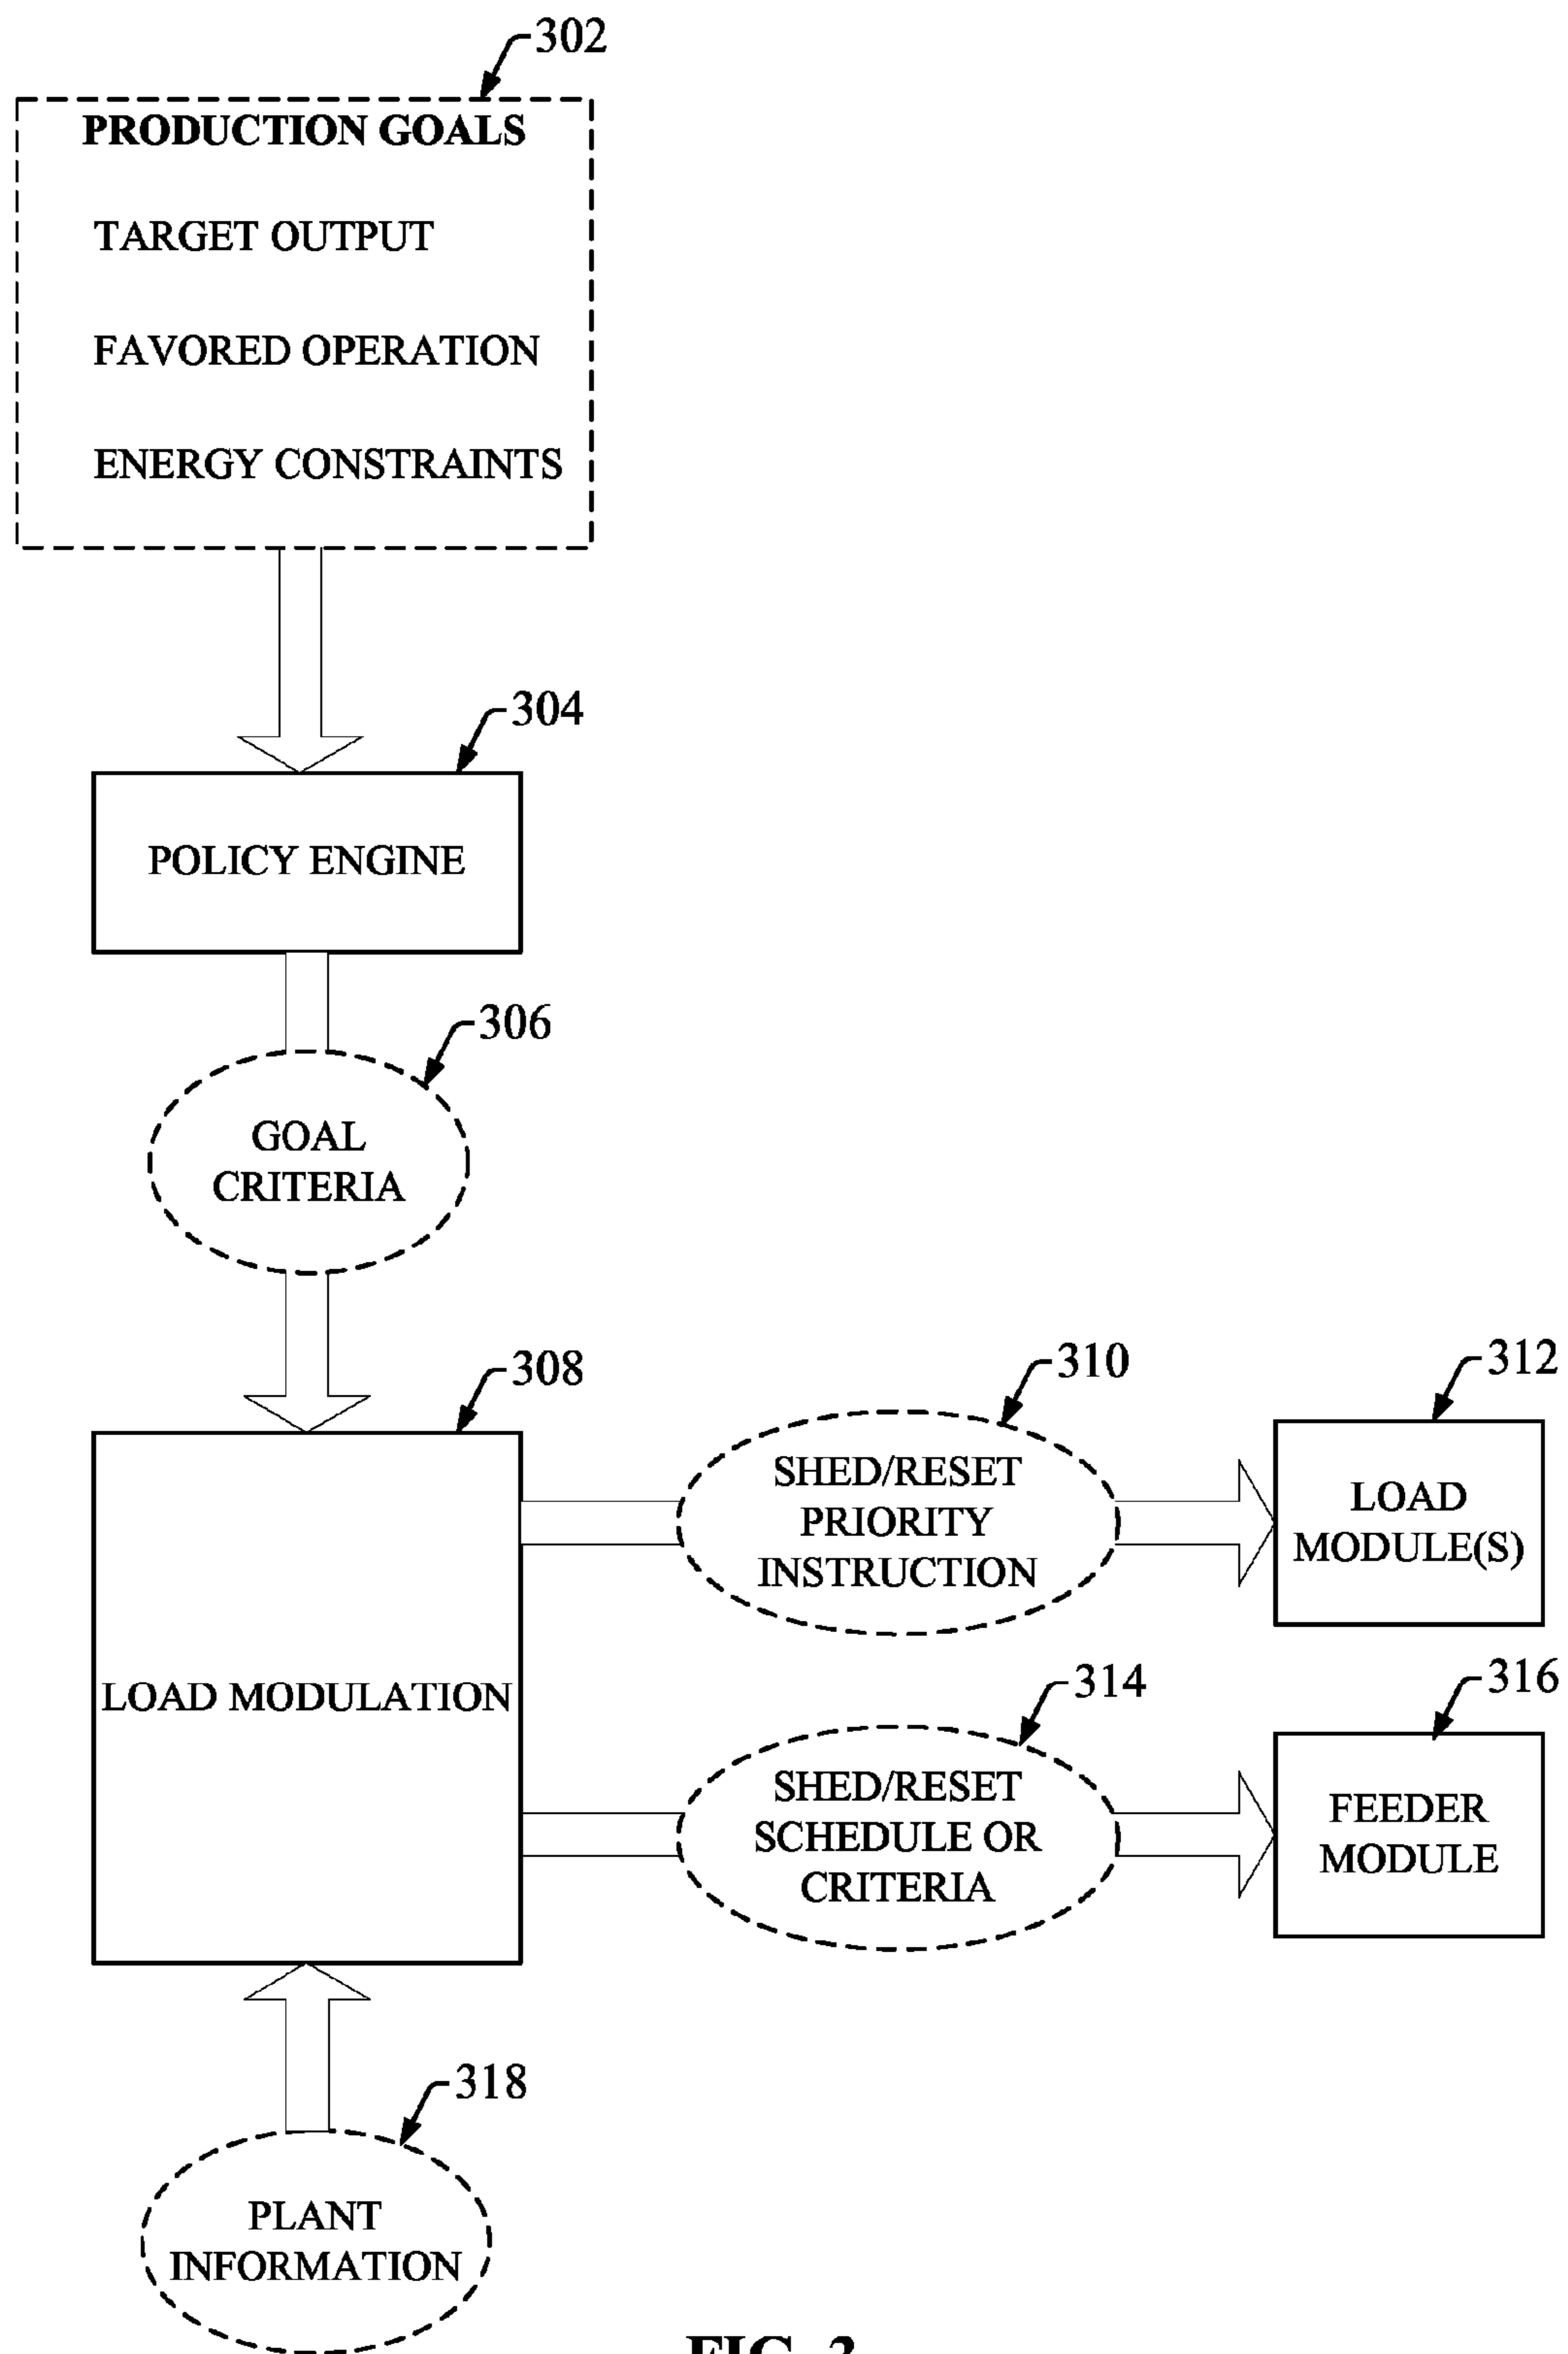 302
PRODUCTION GOALS
TARGET OUTPUT
FAVORED OPERATION
ENERGY CONSTRAINTS
304
POLICY ENGINE
306
GOAL
CRITERIA
308
LOAD MODULATION
310
SHED/RESET
PRIORITY
INSTRUCTION
312
LOAD
MODULE(S)
314
SHED/RESET
SCHEDULE OR
CRITERIA
316
FEEDER
MODULE
318
PLANT
INFORMATION
FIG.